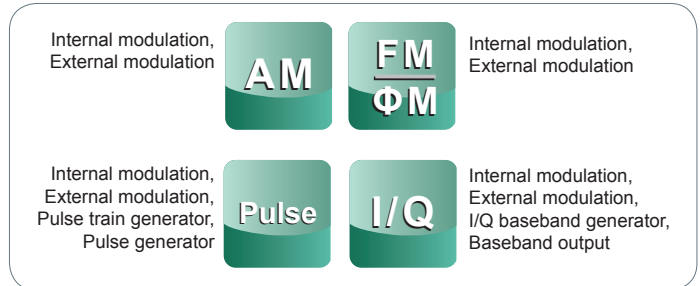 Internal modulation,
External modulation
AM
FM
ΦM
Internal modulation,
External modulation
Internal modulation,
External modulation,
Pulse train generator,
Pulse generator
Pulse
I/Q
Internal modulation,
External modulation,
I/Q baseband generator,
Baseband output